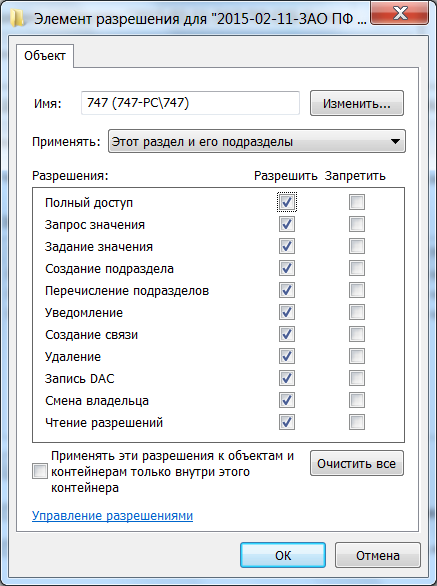 Элемент разрешения для "2015-02-11-ЗАО ПФ ...
Объект
Имя: 747 (747-PC\747) Изменить...
Применять: Этот раздел и его подразделы
Разрешения: Разрешить Запретить
Полный доступ
Запрос значения
Задание значения
Создание подраздела
Перечисление подразделов
Уведомление
Создание связи
Удаление
Запись DAC
Смена владельца
Чтение разрешений
Применять эти разрешения к объектам и
контейнерам только внутри этого
контейнера
Очистить все
Управление разрешениями
ОК Отмена